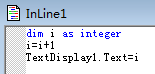 InLine1
dim i as integer
i=i+1
TextDisplay1.Text=i